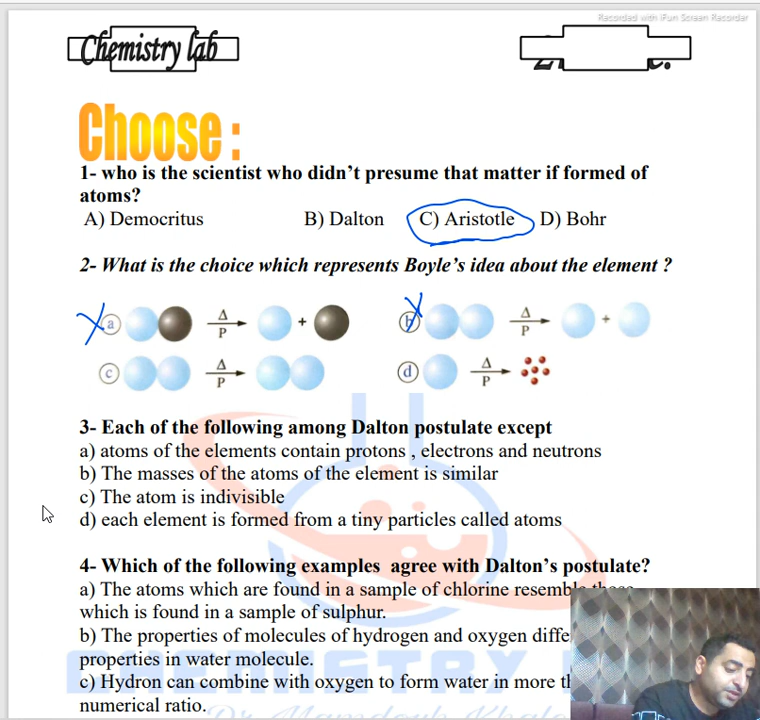 Recorded with iFun Screen Recorder
Chemistry lab
Choose :
1- who is the scientist who didn't presume that matter if formed of
atoms?
A) Democritus B) Dalton C) Aristotle D) Bohr
2- What is the choice which represents Boyle's idea about the element ?
a Δ P + b Δ P +
c Δ P d Δ P
3- Each of the following among Dalton postulate except
a) atoms of the elements contain protons , electrons and neutrons
b) The masses of the atoms of the element is similar
c) The atom is indivisible
d) each element is formed from a tiny particles called atoms
4- Which of the following examples agree with Dalton's postulate?
a) The atoms which are found in a sample of chlorine resemble those
which is found in a sample of sulphur.
b) The properties of molecules of hydrogen and oxygen diffe
properties in water molecule.
c) Hydron can combine with oxygen to form water in more th
numerical ratio.
CHEMISTRY
Dr Mamdouh Khal